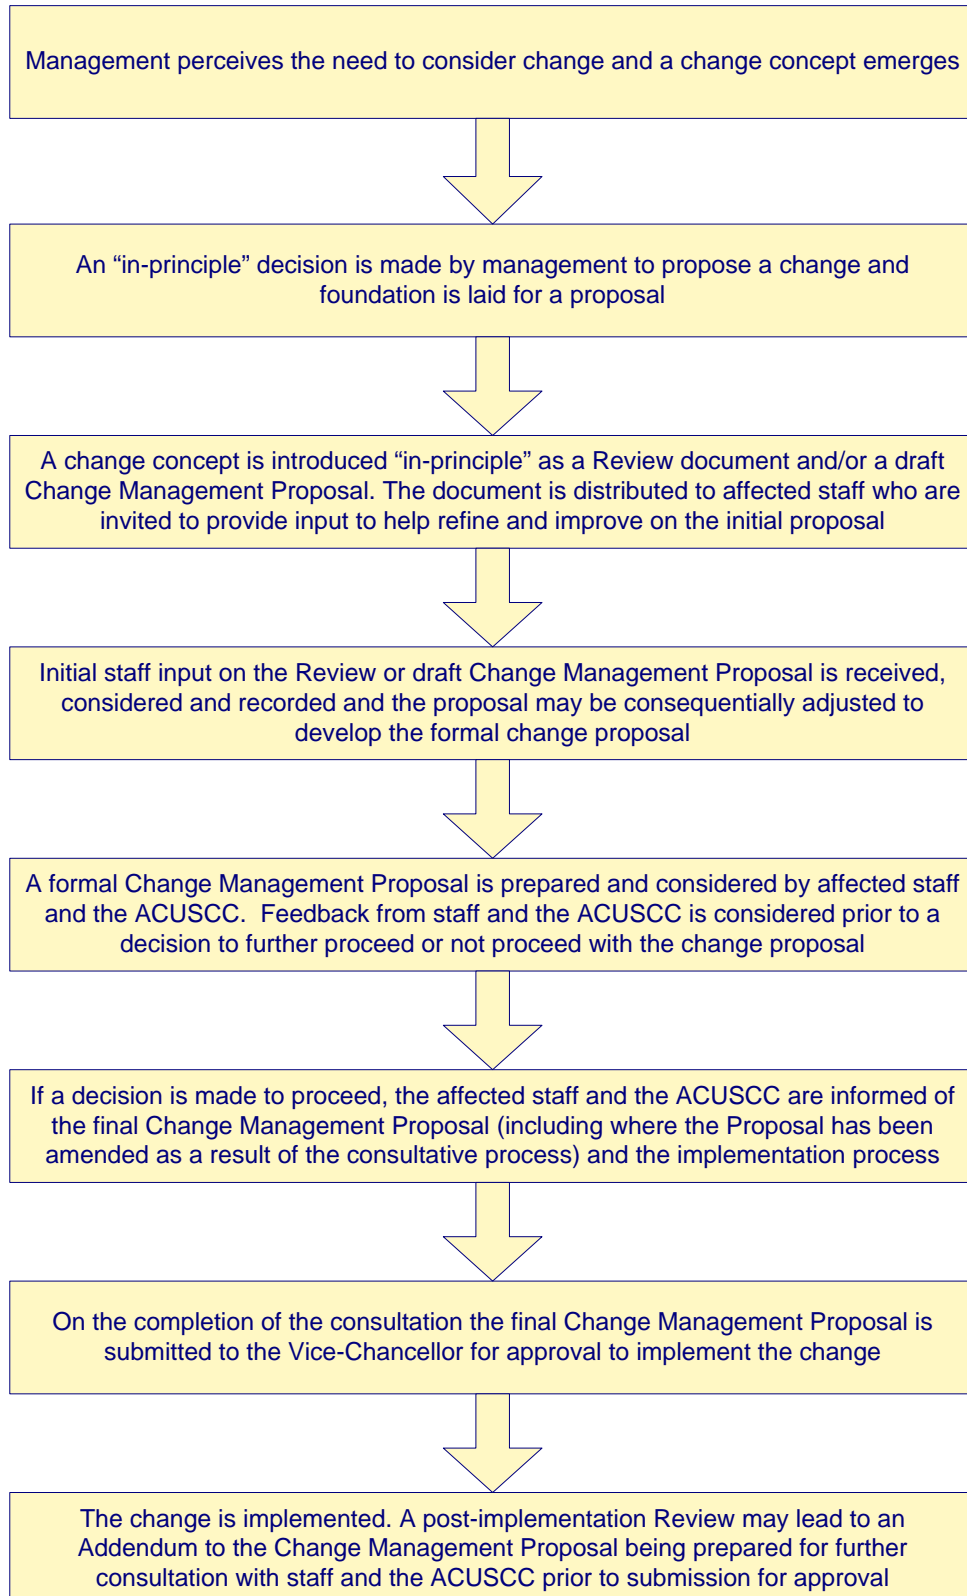 Management perceives the need to consider change and a change concept emerges
An “in-principle” decision is made by management to propose a change and
foundation is laid for a proposal
A change concept is introduced “in-principle” as a Review document and/or a draft
Change Management Proposal. The document is distributed to affected staff who are
invited to provide input to help refine and improve on the initial proposal
Initial staff input on the Review or draft Change Management Proposal is received,
considered and recorded and the proposal may be consequentially adjusted to
develop the formal change proposal
A formal Change Management Proposal is prepared and considered by affected staff
and the ACUSCC.  Feedback from staff and the ACUSCC is considered prior to a
decision to further proceed or not proceed with the change proposal
If a decision is made to proceed, the affected staff and the ACUSCC are informed of
the final Change Management Proposal (including where the Proposal has been
amended as a result of the consultative process) and the implementation process
On the completion of the consultation the final Change Management Proposal is
submitted to the Vice-Chancellor for approval to implement the change
The change is implemented. A post-implementation Review may lead to an
Addendum to the Change Management Proposal being prepared for further
consultation with staff and the ACUSCC prior to submission for approval